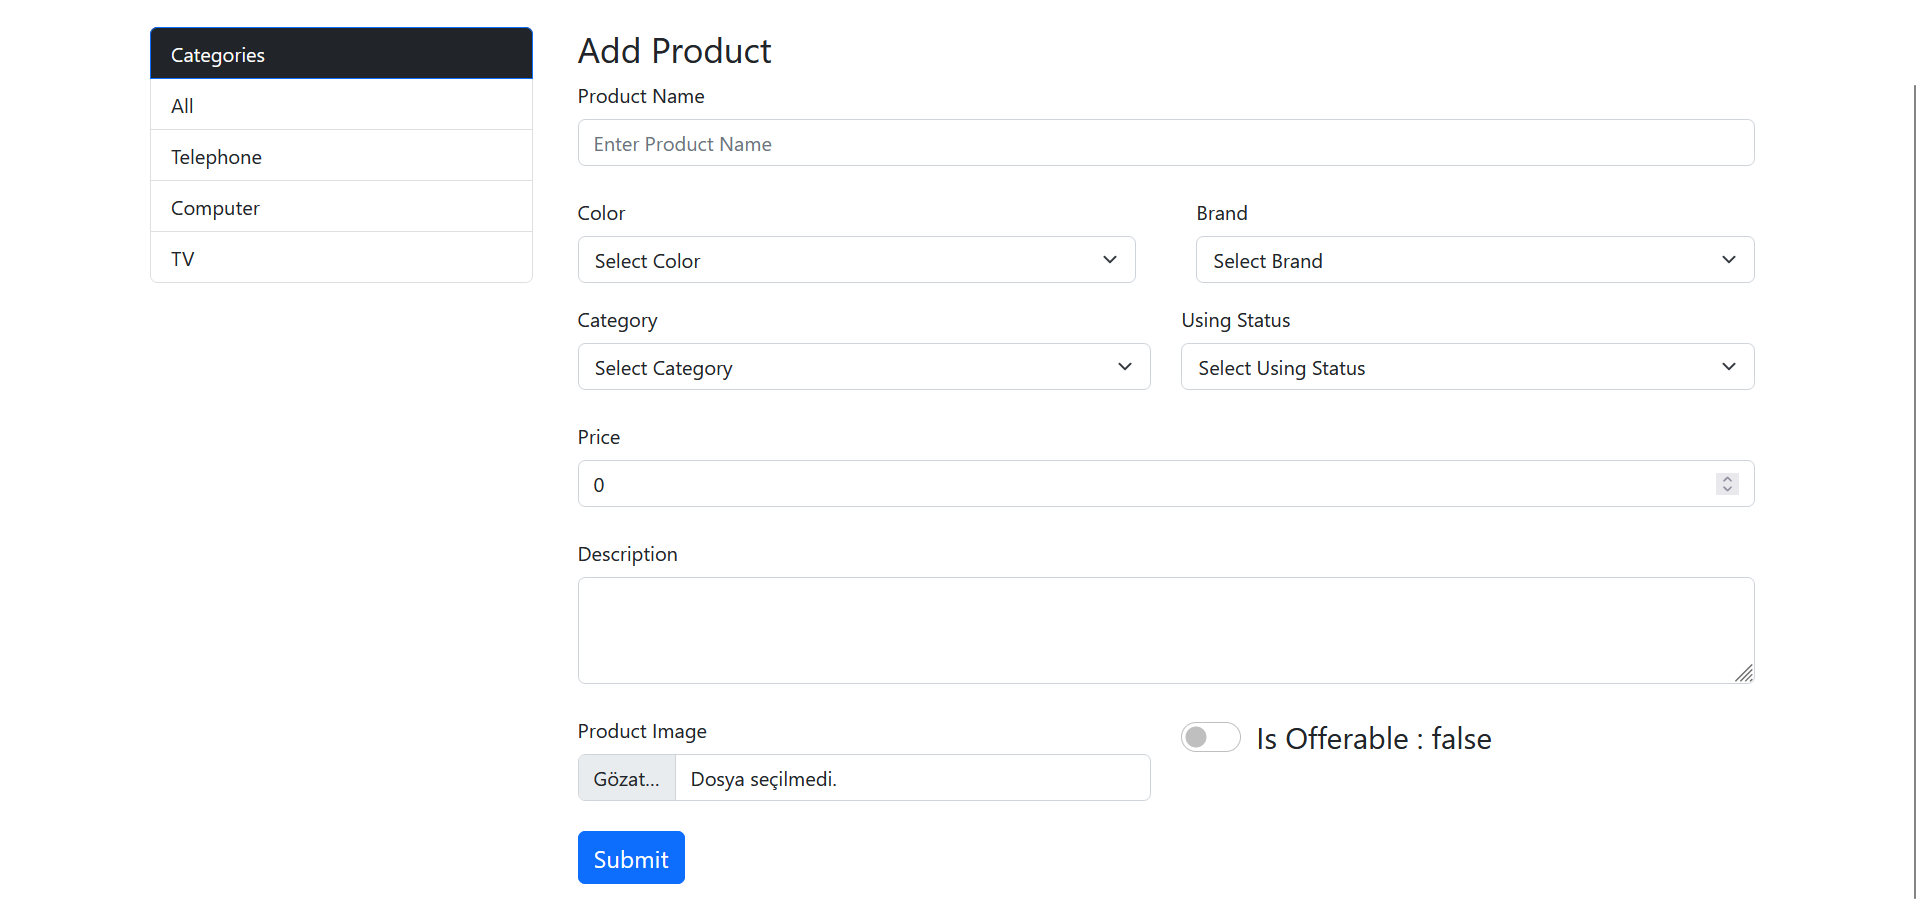 Categories
All
Telephone
Computer
TV
Add Product
Product Name
Enter Product Name
Color
Brand
Select Color
Select Brand
Category
Using Status
Select Category
Select Using Status
Price
0
Description
Product Image
Is Offerable : false
Gözat...
Dosya seçilmedi.
Submit